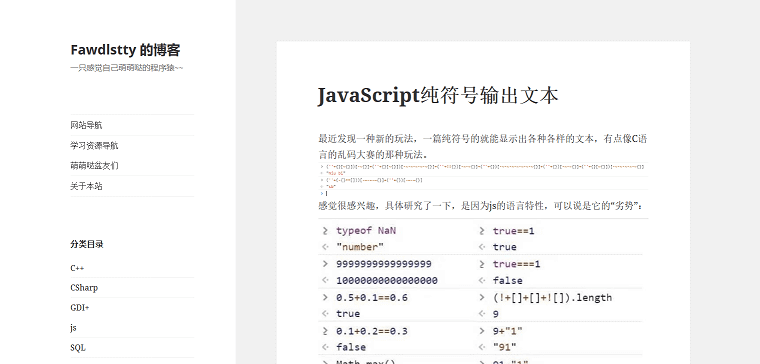 Fawdlstty 的博客
一只感觉自己萌萌哒的程序猿~~
网站导航
学习资源导航
萌萌哒盆友们
关于本站
分类目录
C++
CSharp
GDI+
js
SQL
JavaScript纯符号输出文本
最近发现一种新的玩法，一篇纯符号的就能显示出各种各样的文本，有点像C语
言的乱码大赛的那种玩法。
感觉很感兴趣，具体研究了一下，是因为js的语言特性，可以说是它的“劣势”：
> typeof NaN
< "number"
> 9999999999999999
< 10000000000000000
> 0.5+0.1==0.6
< true
> 0.1+0.2==0.3
< false
> Math.max()
> true==1
< true
> true===1
< false
> (!+[]+[]+![]).length
< 9
> 9+"1"
< "91"
> 91-"1"